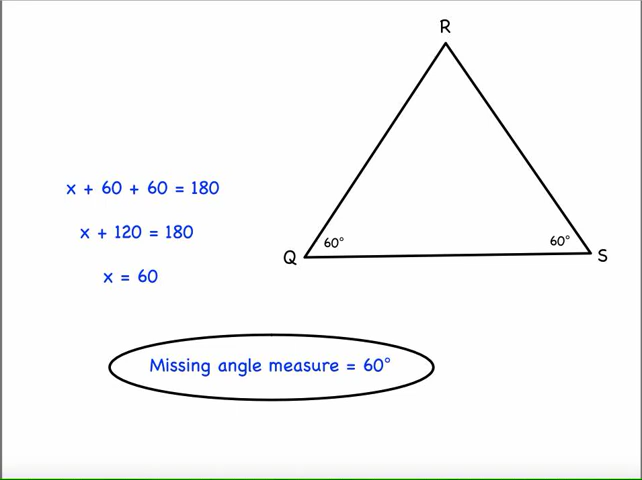 R
x + 60 + 60 = 180
x + 120 = 180
60°
60°
Q
S
x = 60
Missing angle measure = 60°